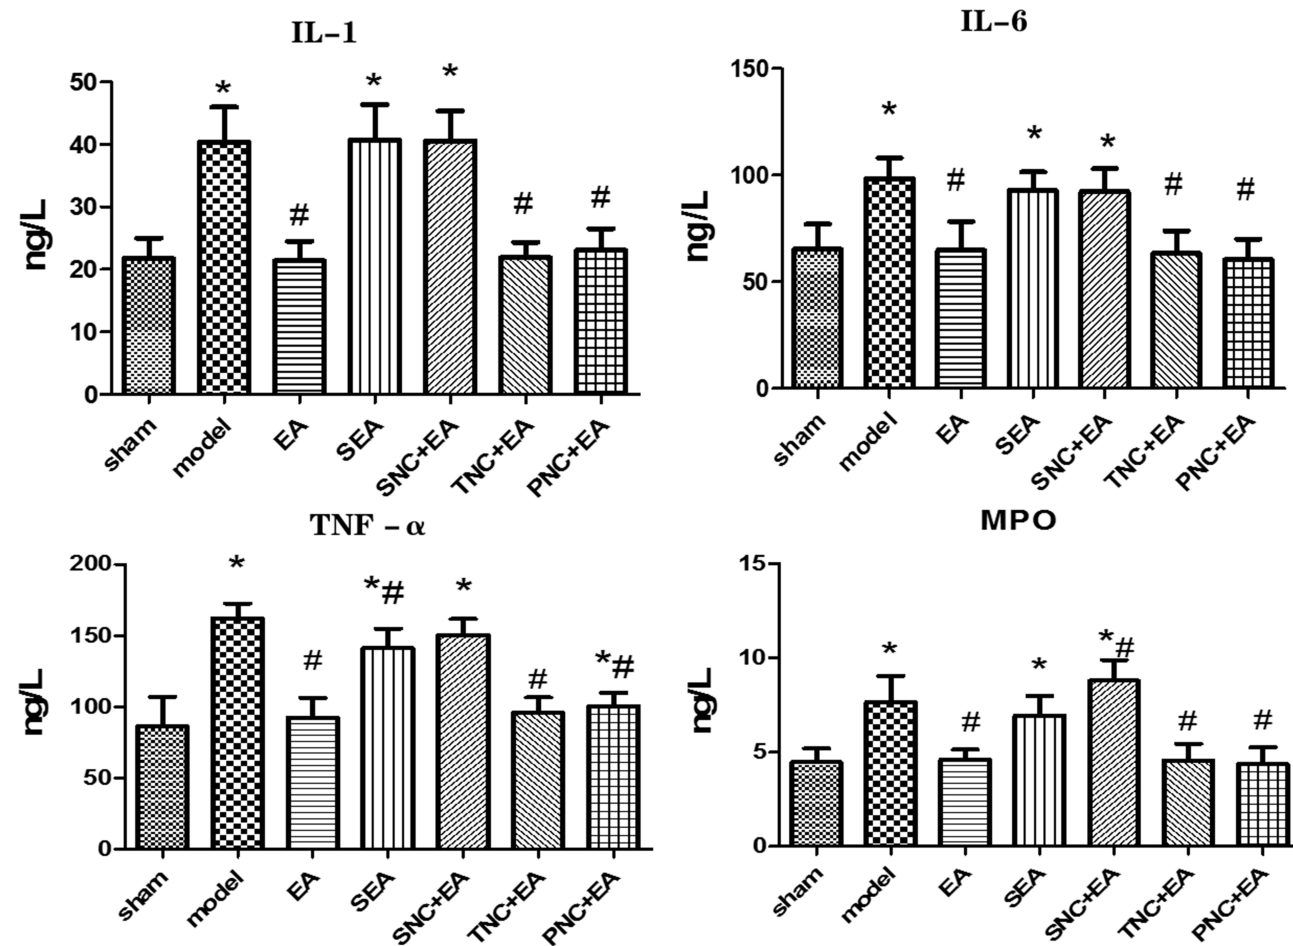 IL-1
ng/L
50
40
30
20
10
0
* * *
# # #
sham model EA SEA SNC+EA TNC+EA PNC+EA
IL-6
ng/L
150
100
50
0
* * *
# # #
sham model EA SEA SNC+EA TNC+EA PNC+EA
TNF - α
ng/L
200
150
100
50
0
* # *# * # *#
sham model EA SEA SNC+EA TNC+EA PNC+EA
MPO
ng/L
15
10
5
0
* # * *# # #
sham model EA SEA SNC+EA TNC+EA PNC+EA